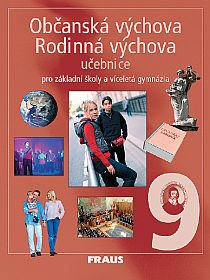 Občanská výchova
Rodinná výchova
učebnice
pro základní školy a víceletá gymnázia
9
FRAUS